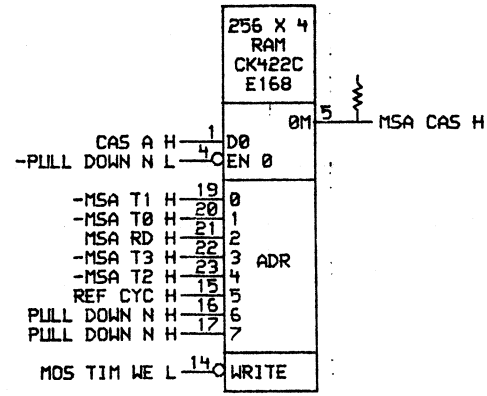 256 X 4
RAM
CK422C
E168
0M 5 MSA CAS H
CAS A H 1 D0
-PULL DOWN N L 4 EN 0
-MSA T1 H 19 0
-MSA T0 H 20 1
MSA RD H 21 2
-MSA T3 H 22 3
ADR
-MSA T2 H 23 4
REF CYC H 15 5
PULL DOWN N H 16 6
PULL DOWN N H 17 7
MOS TIM WE L 14 WRITE